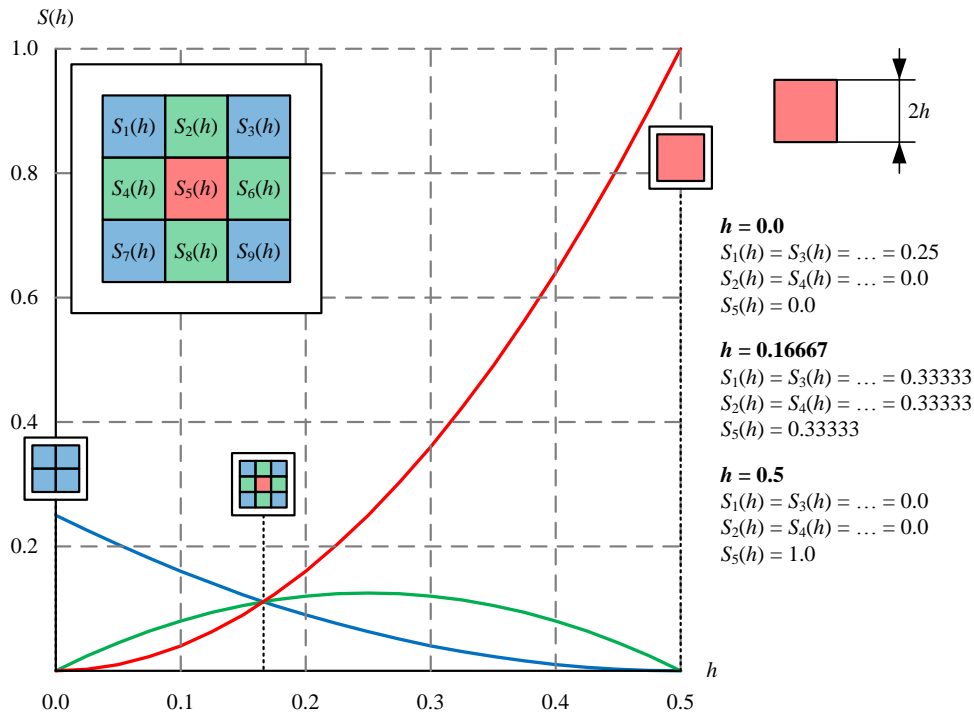 S(h)
1.0
0.8
0.6
0.4
0.2
S₁(h) S₂(h) S₃(h)
S₄(h) S₅(h) S₆(h)
S₇(h) S₈(h) S₉(h)
2h
h = 0.0
S₁(h) = S₃(h) = … = 0.25
S₂(h) = S₄(h) = … = 0.0
S₅(h) = 0.0
h = 0.16667
S₁(h) = S₃(h) = … = 0.33333
S₂(h) = S₄(h) = … = 0.33333
S₅(h) = 0.33333
h = 0.5
S₁(h) = S₃(h) = … = 0.0
S₂(h) = S₄(h) = … = 0.0
S₅(h) = 1.0
h
0.0 0.1 0.2 0.3 0.4 0.5